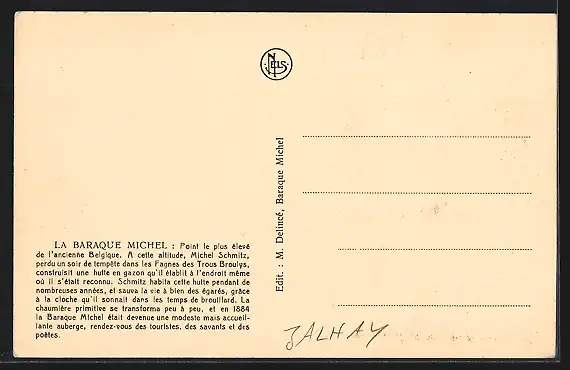 NELS
LA BARAQUE MICHEL : Point le plus élevé
de l'ancienne Belgique. A cette altitude, Michel Schmitz,
perdu un soir de tempête dans les Fagnes des Trous Broulys,
construisit une hutte en gazon qu'il établit à l'endroit même
où il s'était reconnu. Schmitz habita cette hutte pendant de
nombreuses années, et sauva la vie à bien des égarés, grâce
à la cloche qu'il sonnait dans les temps de brouillard. La
chaumière primitive se transforma peu à peu, et en 1884
la Baraque Michel était devenue une modeste mais accueil-
lante auberge, rendez-vous des touristes, des savants et des
poètes.
Edit. : M. Delincé, Baraque Michel
JALHAY